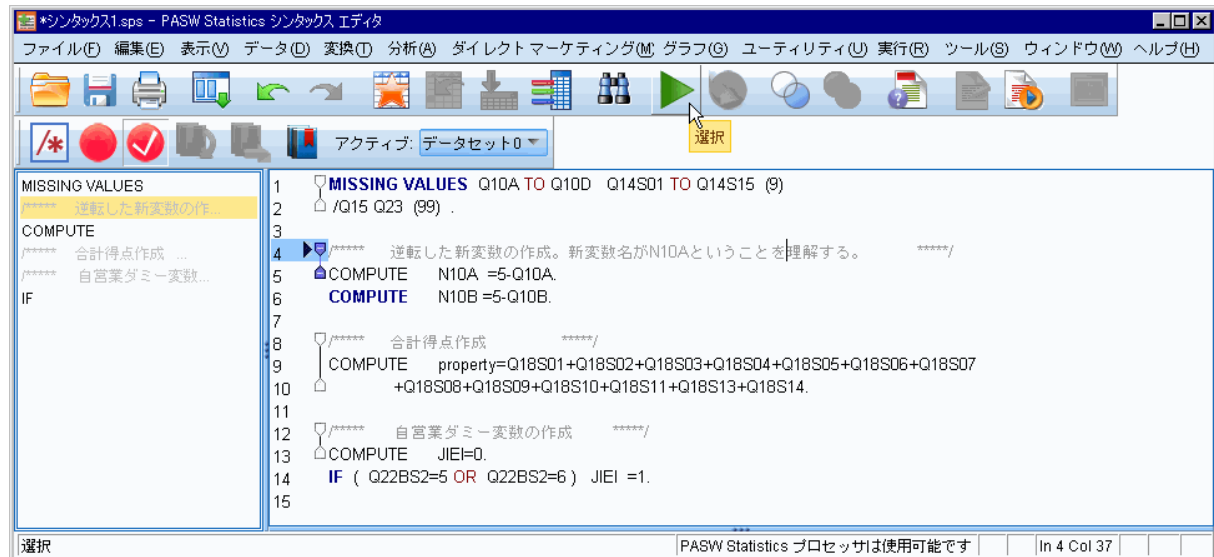 *シンタックス1.sps - PASW Statistics シンタックス エディタ
ファイル(F) 編集(E) 表示(V) データ(D) 変換(T) 分析(A) ダイレクト マーケティング(M) グラフ(G) ユーティリティ(U) 実行(R) ツール(S) ウィンドウ(W) ヘルプ(H)
選択
/* アクティブ: データセット0
MISSING VALUES
/***** 逆転した新変数の作...
COMPUTE
/***** 合計得点作成 ...
/***** 自営業ダミー変数...
IF
1 MISSING VALUES Q10A TO Q10D Q14S01 TO Q14S15 (9)
2 /Q15 Q23 (99) .
3
4 /***** 逆転した新変数の作成。新変数名がN10Aということを理解する。 *****/
5 COMPUTE N10A =5-Q10A.
6 COMPUTE N10B =5-Q10B.
7
8 /***** 合計得点作成 *****/
9 COMPUTE property=Q18S01+Q18S02+Q18S03+Q18S04+Q18S05+Q18S06+Q18S07
10 +Q18S08+Q18S09+Q18S10+Q18S11+Q18S13+Q18S14.
11
12 /***** 自営業ダミー変数の作成 *****/
13 COMPUTE JIEI=0.
14 IF ( Q22BS2=5 OR Q22BS2=6 ) JIEI =1.
15
選択 PASW Statistics プロセッサは使用可能です In 4 Col 37